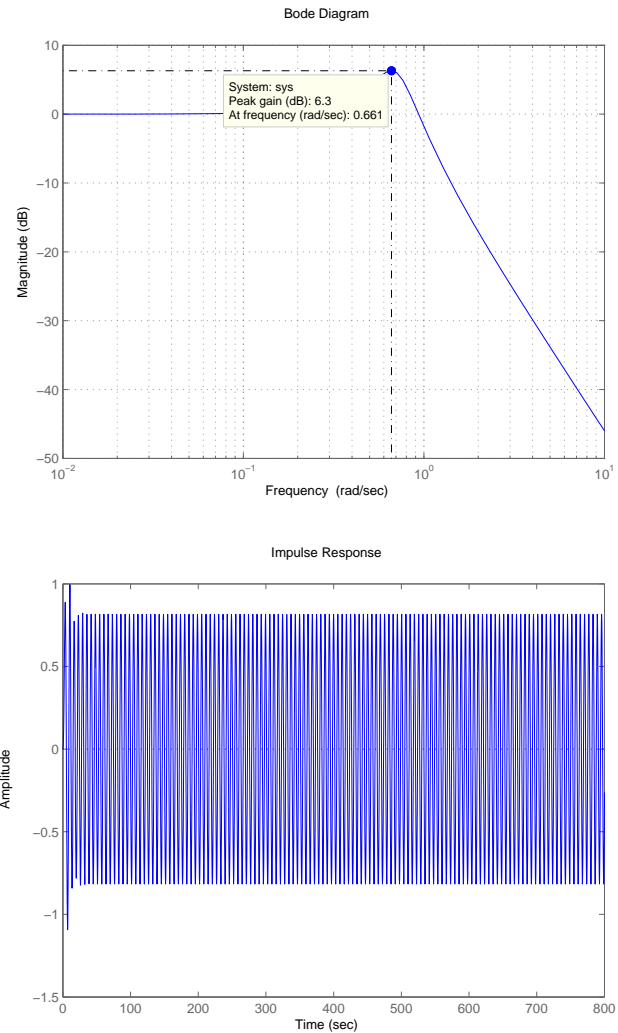 Bode Diagram
10
0
−10
−20
−30
−40
−50
Magnitude (dB)
System: sys
Peak gain (dB): 6.3
At frequency (rad/sec): 0.661
10⁻² 10⁻¹ 10⁰ 10¹
Frequency (rad/sec)
Impulse Response
1
0.5
0
−0.5
−1
−1.5
Amplitude
0 100 200 300 400 500 600 700 800
Time (sec)